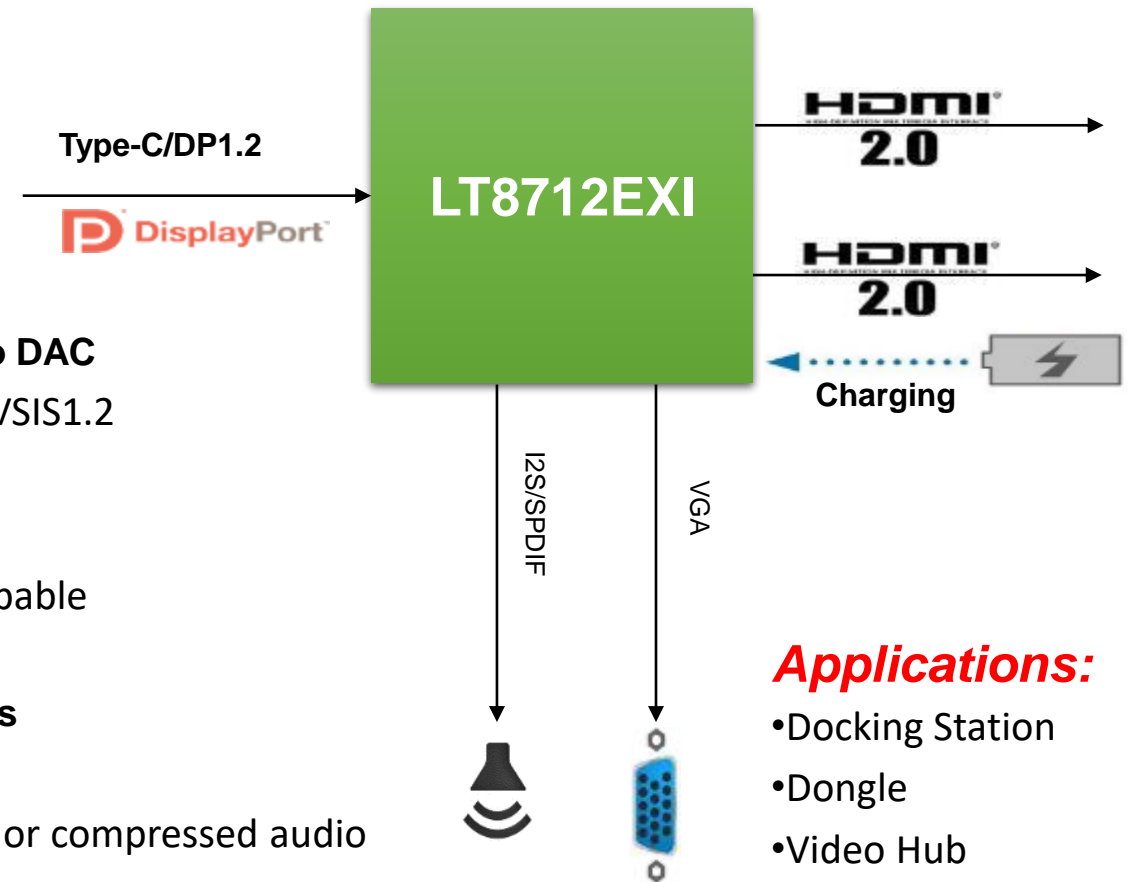 Type-C/DP1.2
DisplayPort
LT8712EXI
HDMI
2.0
HDMI
2.0
Charging
DAC
/SIS1.2
I2S/SPDIF
VGA
or compressed audio
Applications:
•Docking Station
•Dongle
•Video Hub